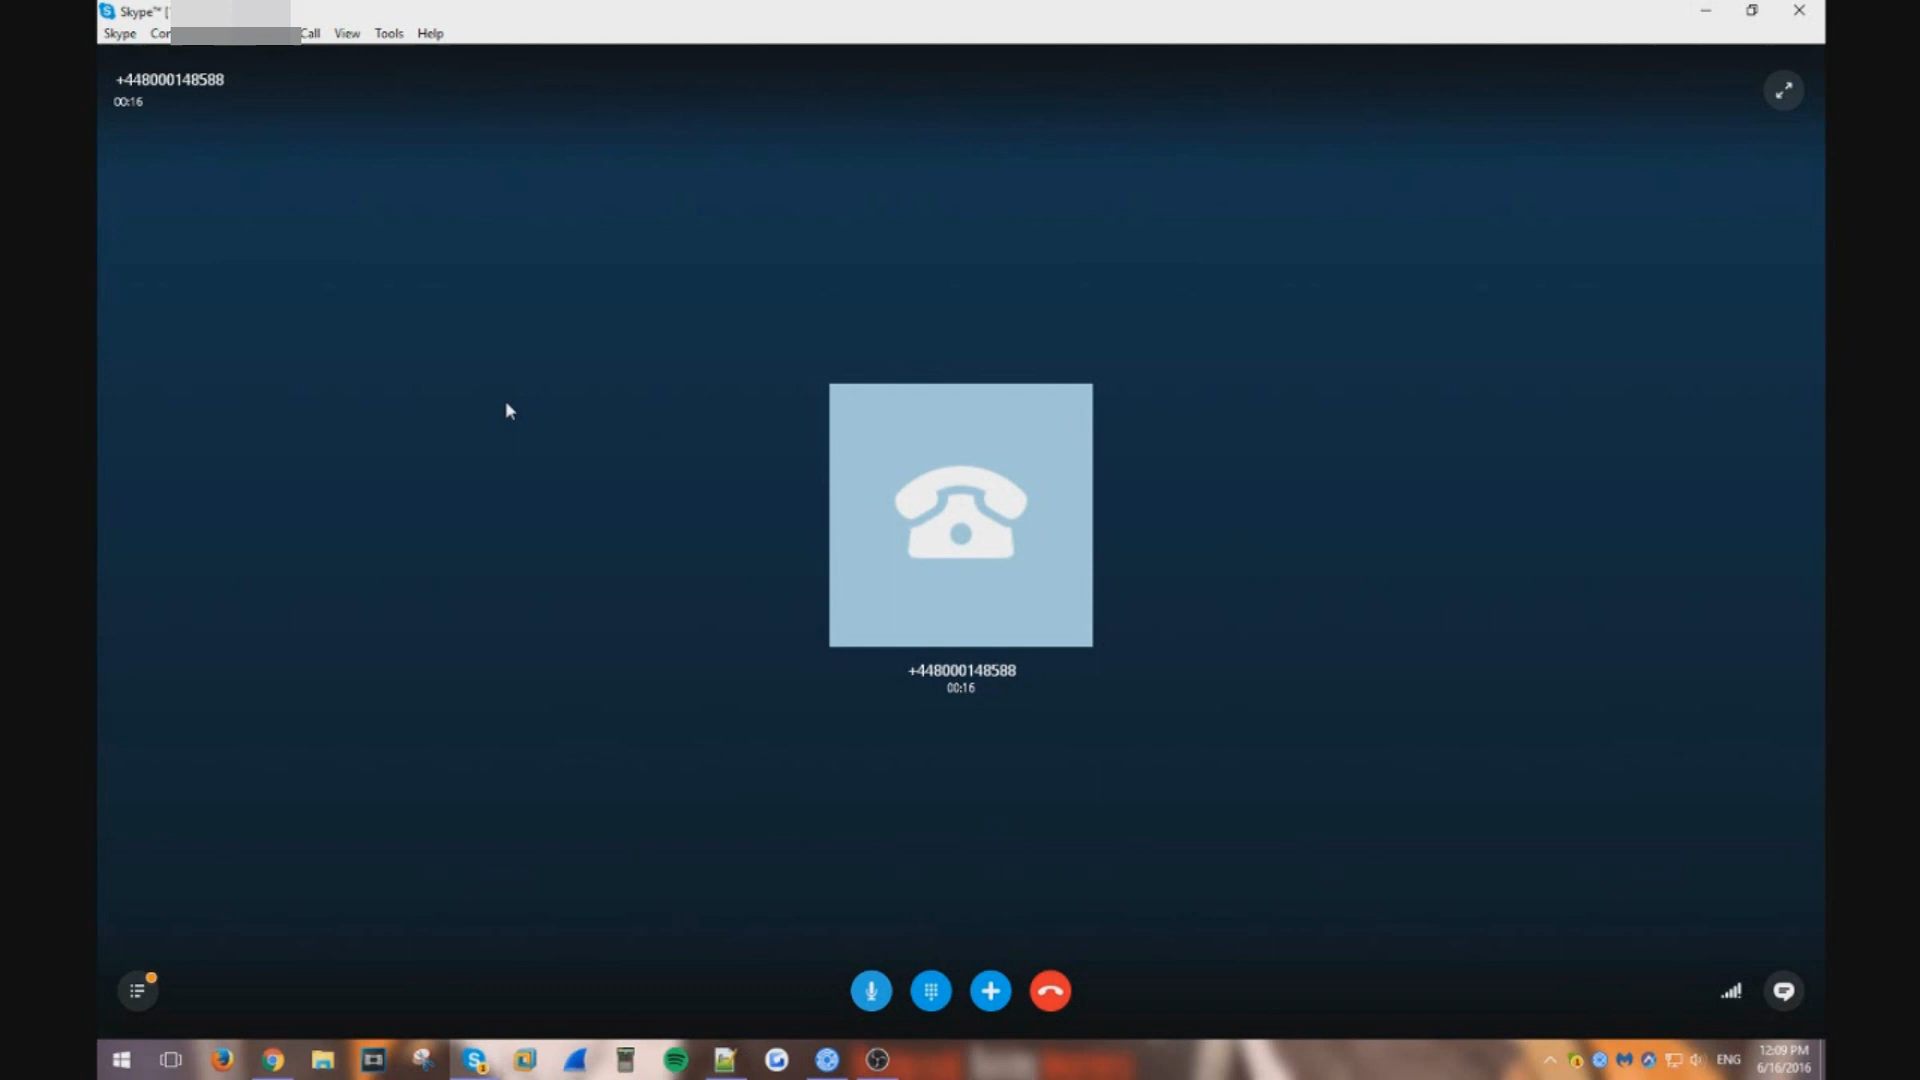 Skype™ [
Skype Con Call View Tools Help
+448000148588
00:16
+448000148588
00:16
ENG
12:09 PM
6/16/2016